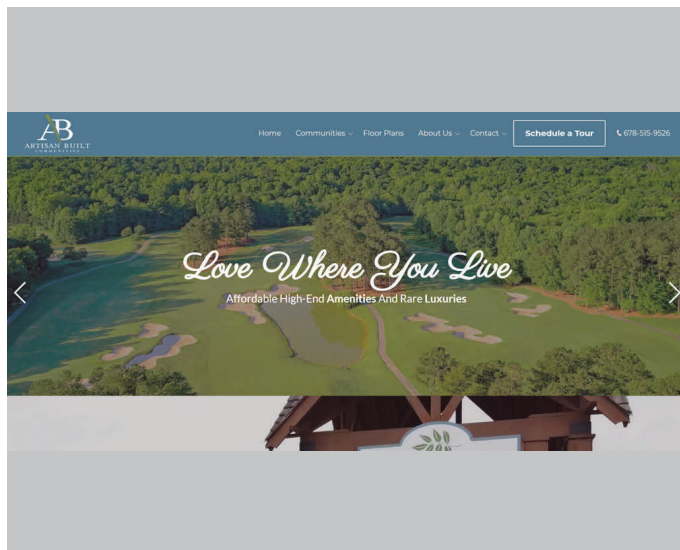 AB
ARTISAN BUILT
COMMUNITIES
Home Communities Floor Plans About Us Contact Schedule a Tour 678-515-9526
Love Where You Live
Affordable High-End Amenities And Rare Luxuries